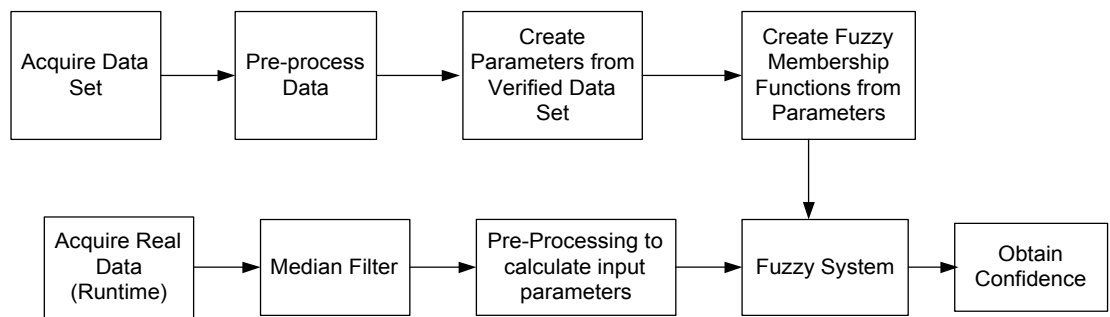 Acquire Data
Set
Pre-process
Data
Create
Parameters from
Verified Data
Set
Create Fuzzy
Membership
Functions from
Parameters
Acquire Real
Data
(Runtime)
Median Filter
Pre-Processing to
calculate input
parameters
Fuzzy System
Obtain
Confidence